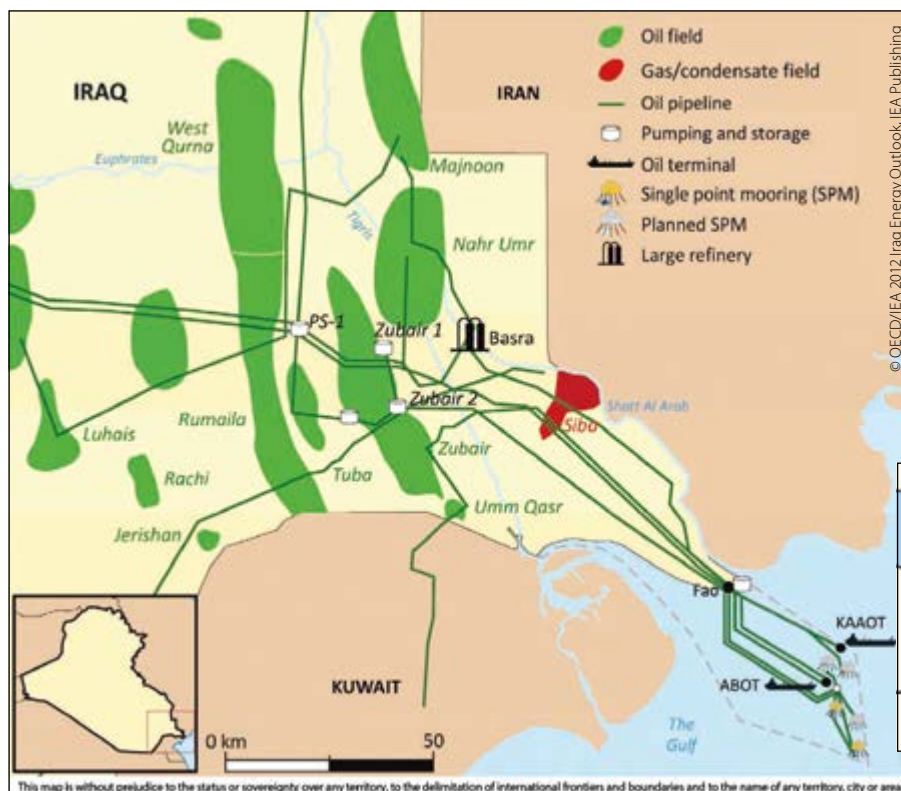 IRAQ
IRAN
KUWAIT
Oil field
Gas/condensate field
Oil pipeline
Pumping and storage
Oil terminal
Single point mooring (SPM)
Planned SPM
Large refinery
West
Qurna
Euphrates
Majnoon
Tigris
Nahr Umr
PS-1
Zubair 1
Basra
Zubair 2
Shatt Al Arab
Siba
Luhais
Rumaila
Zubair
Rachi
Tuba
Umm Qasr
Jerishan
Fao
KAAOT
ABOT
The
Gulf
0 km
50
© OECD/IEA 2012 Iraq Energy Outlook, IEA Publishing
This map is without prejudice to the status or sovereignty over any territory, to the delimitation of international frontiers and boundaries and to the name of any territory, city or area